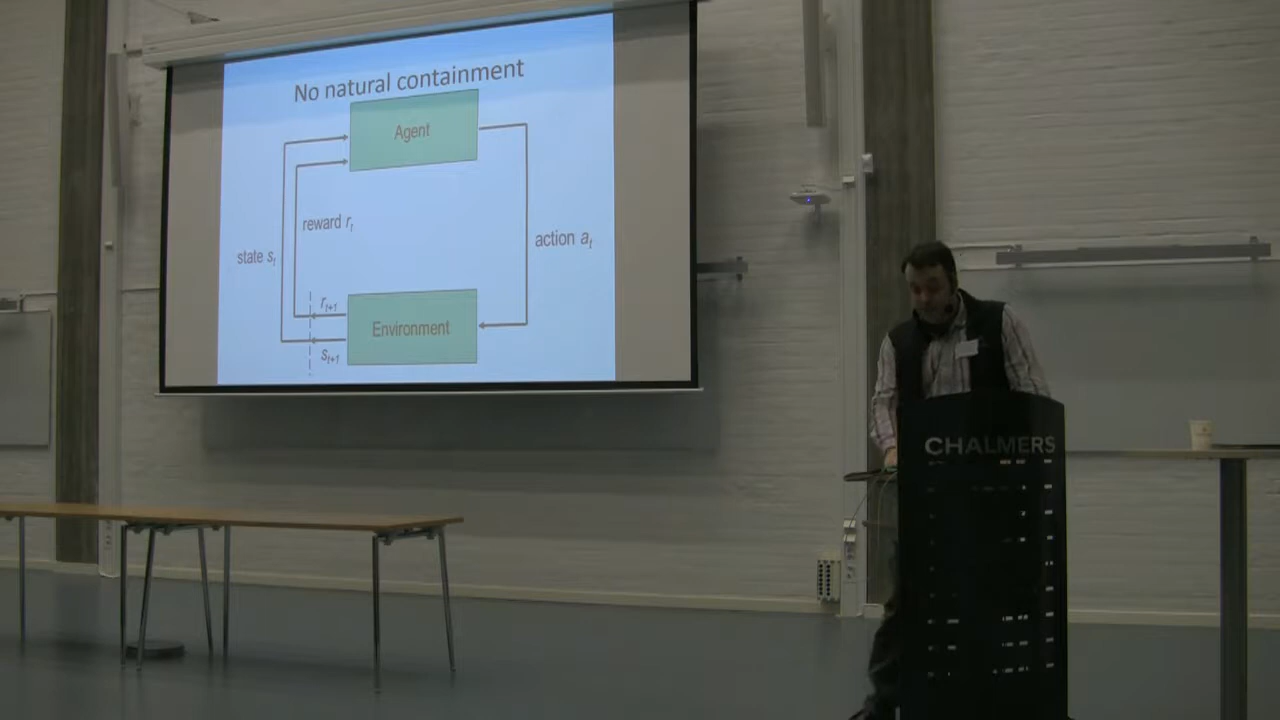 No natural containment
Agent
reward rt
state st
action at
rt+1
Environment
st+1
CHALMERS